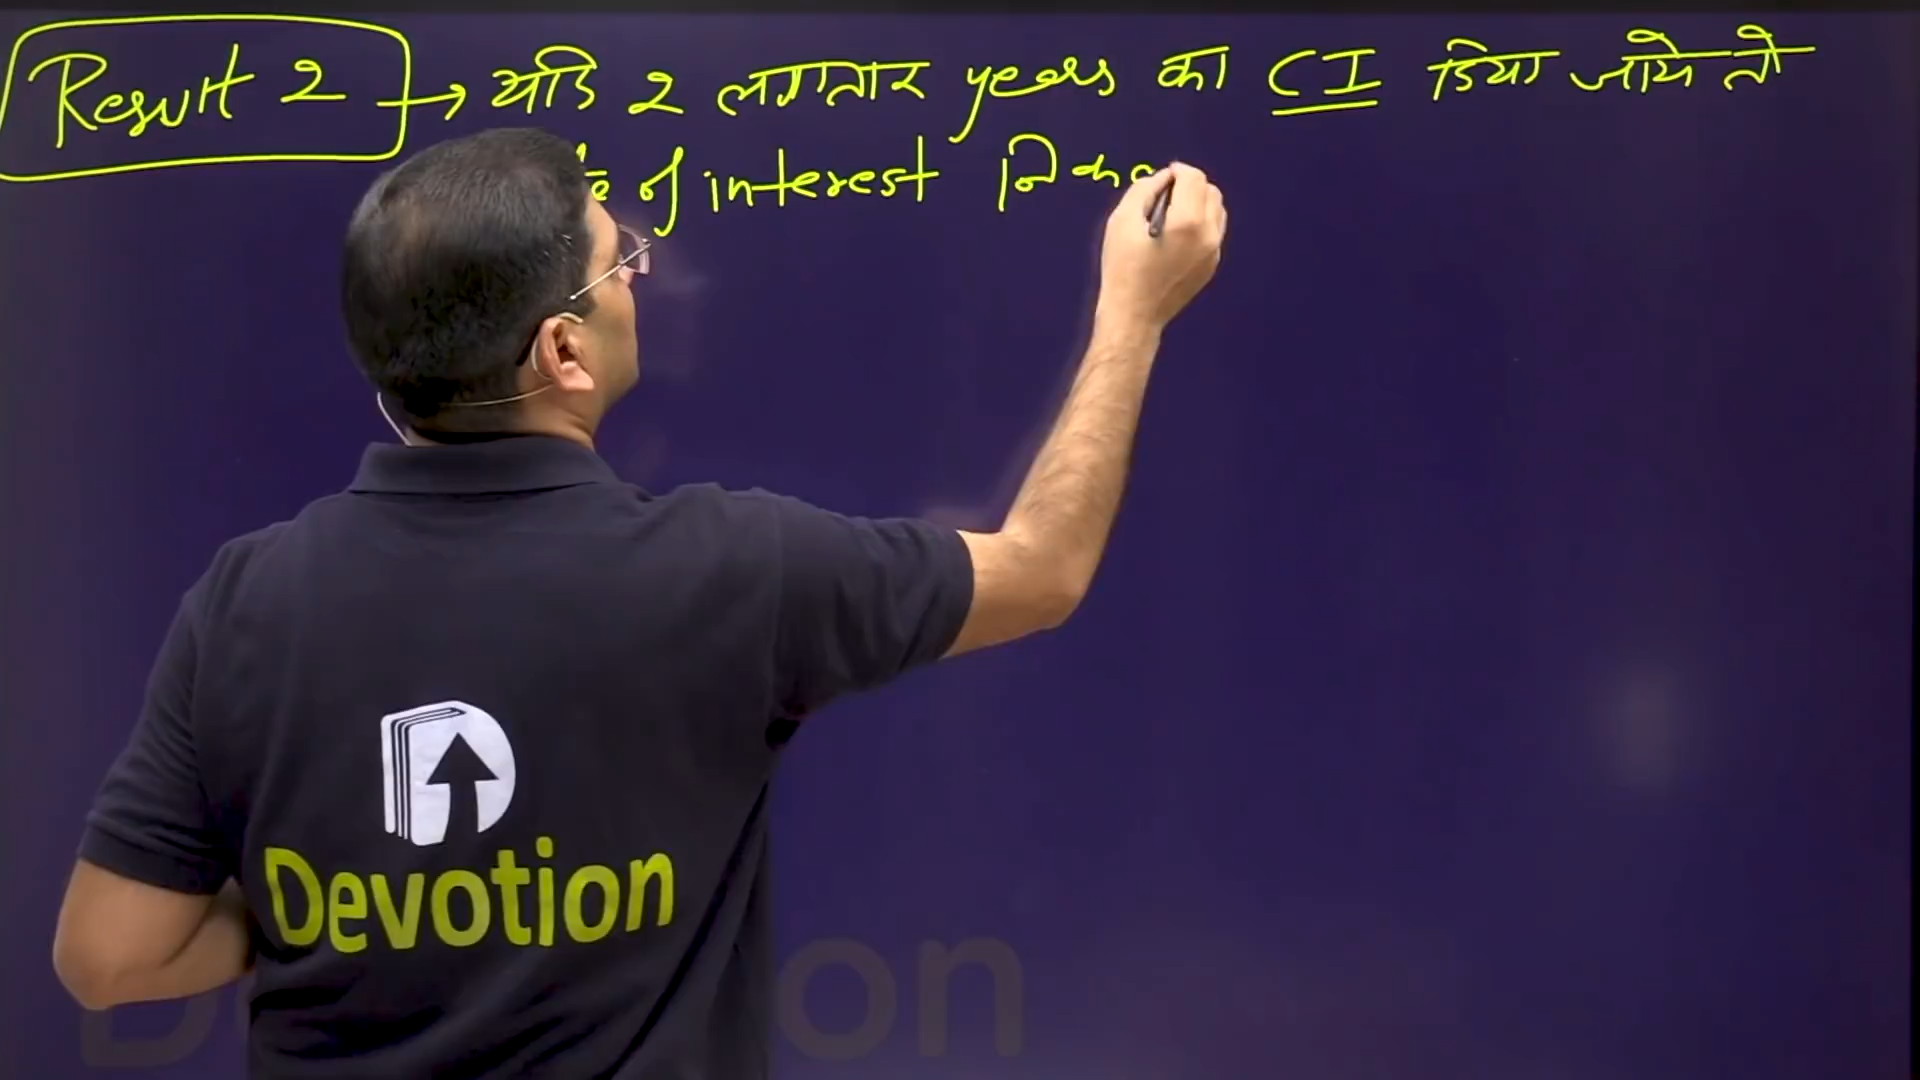 Result 2 → यदि 2 लगातार years का CI दिया जाये तो
of interest
Devotion